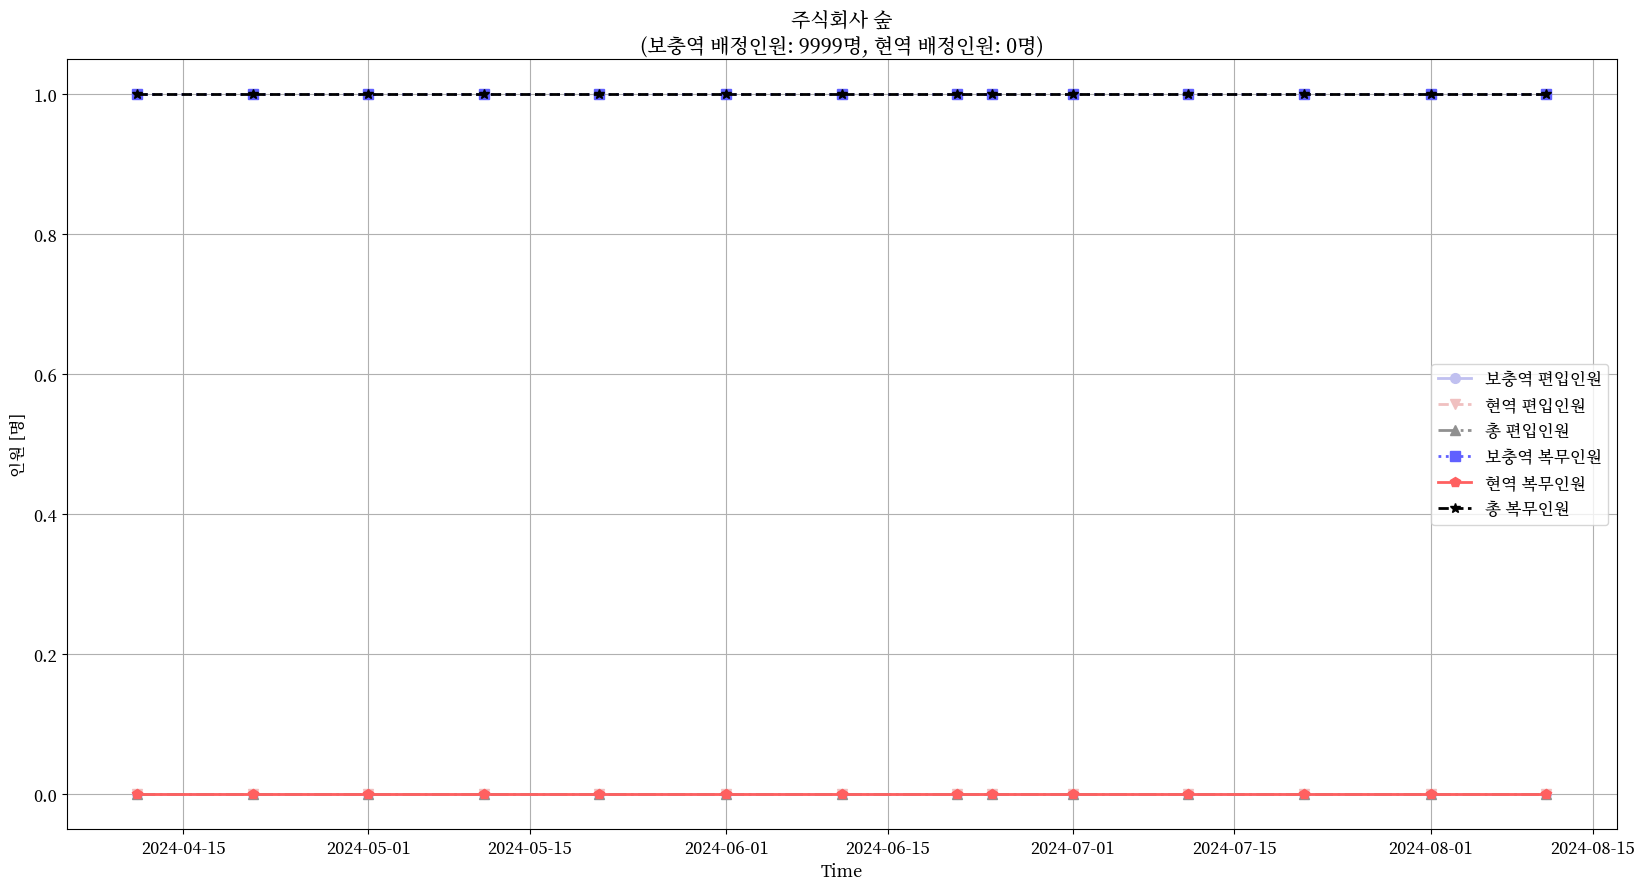 주식회사 숲
(보충역 배정인원: 9999명, 현역 배정인원: 0명)
인원 [명]
1.0
0.8
0.6
0.4
0.2
0.0
보충역 편입인원
현역 편입인원
총 편입인원
보충역 복무인원
현역 복무인원
총 복무인원
2024-04-15
2024-05-01
2024-05-15
2024-06-01
2024-06-15
2024-07-01
2024-07-15
2024-08-01
2024-08-15
Time